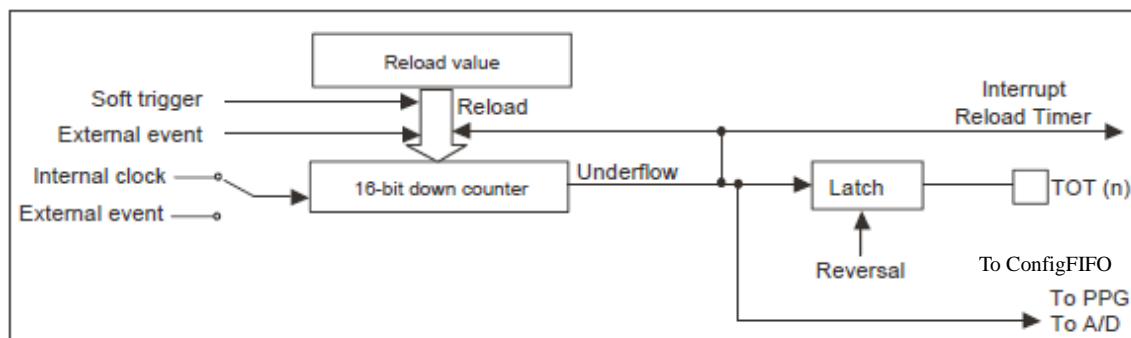 Reload value
Soft trigger
Reload
Interrupt
Reload Timer
External event
Internal clock
16-bit down counter
Underflow
Latch
TOT (n)
External event
Reversal
To ConfigFIFO
To PPG
To A/D